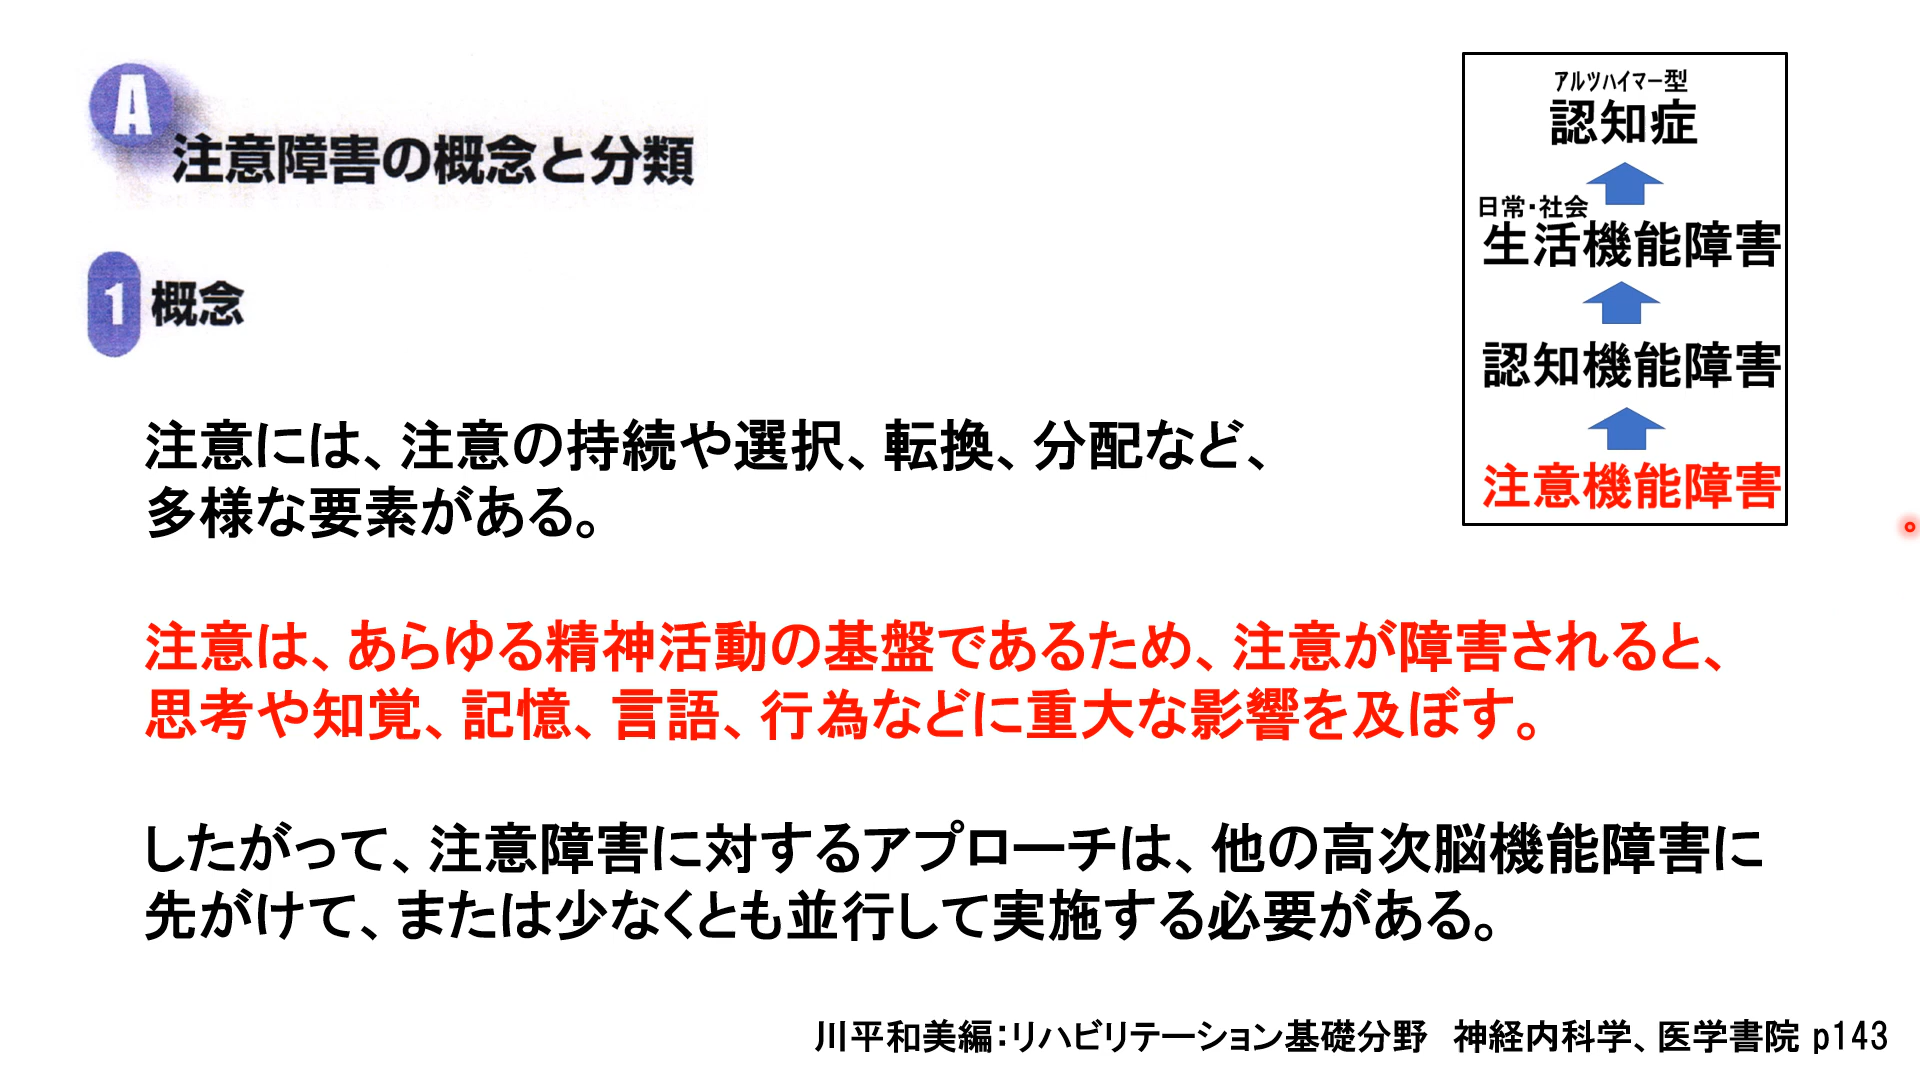 A
注意障害の概念と分類
1 概念
注意には、注意の持続や選択、転換、分配など、
多様な要素がある。
注意は、あらゆる精神活動の基盤であるため、注意が障害されると、
思考や知覚、記憶、言語、行為などに重大な影響を及ぼす。
したがって、注意障害に対するアプローチは、他の高次脳機能障害に
先がけて、または少なくとも並行して実施する必要がある。
アルツハイマー型
認知症
日常・社会
生活機能障害
認知機能障害
注意機能障害
川平和美編：リハビリテーション基礎分野　神経内科学、医学書院 p143